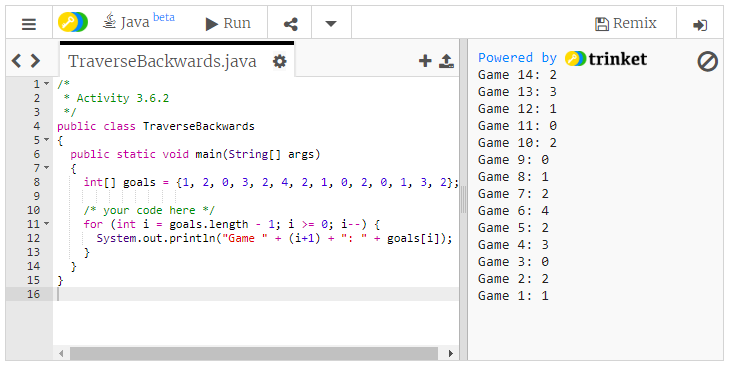 Java beta
Run
Remix
TraverseBackwards.java
1 /*
2 * Activity 3.6.2
3 */
4 public class TraverseBackwards
5 {
6 public static void main(String[] args)
7 {
8 int[] goals = {1, 2, 0, 3, 2, 4, 2, 1, 0, 2, 0, 1, 3, 2};
9
10 /* your code here */
11 for (int i = goals.length - 1; i >= 0; i--) {
12 System.out.println("Game " + (i+1) + ": " + goals[i]);
13 }
14 }
15 }
16
Powered by trinket
Game 14: 2
Game 13: 3
Game 12: 1
Game 11: 0
Game 10: 2
Game 9: 0
Game 8: 1
Game 7: 2
Game 6: 4
Game 5: 2
Game 4: 3
Game 3: 0
Game 2: 2
Game 1: 1